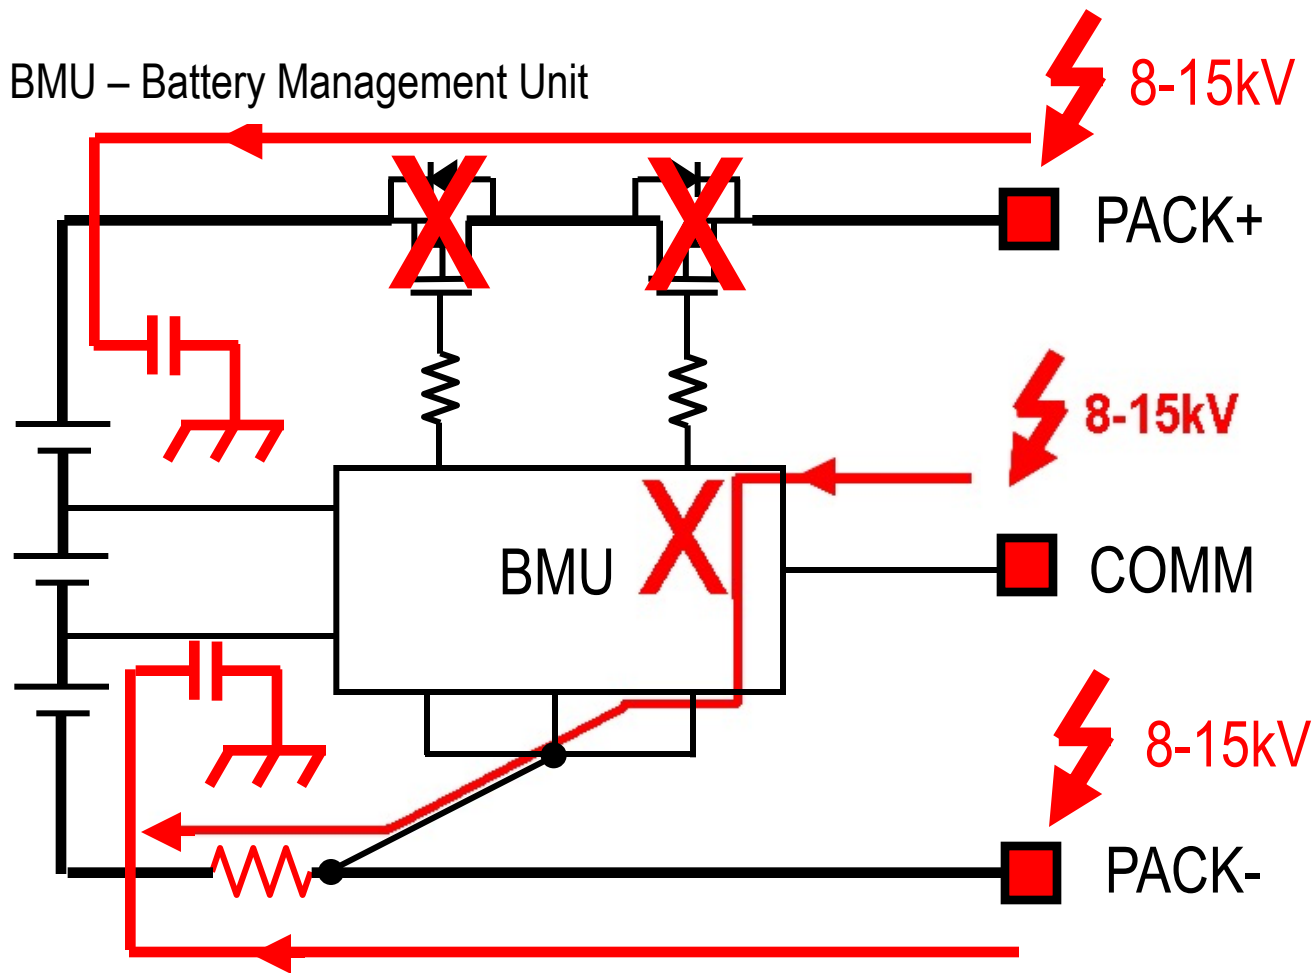 BMU – Battery Management Unit
8-15kV
PACK+
8-15kV
BMU
COMM
8-15kV
PACK-